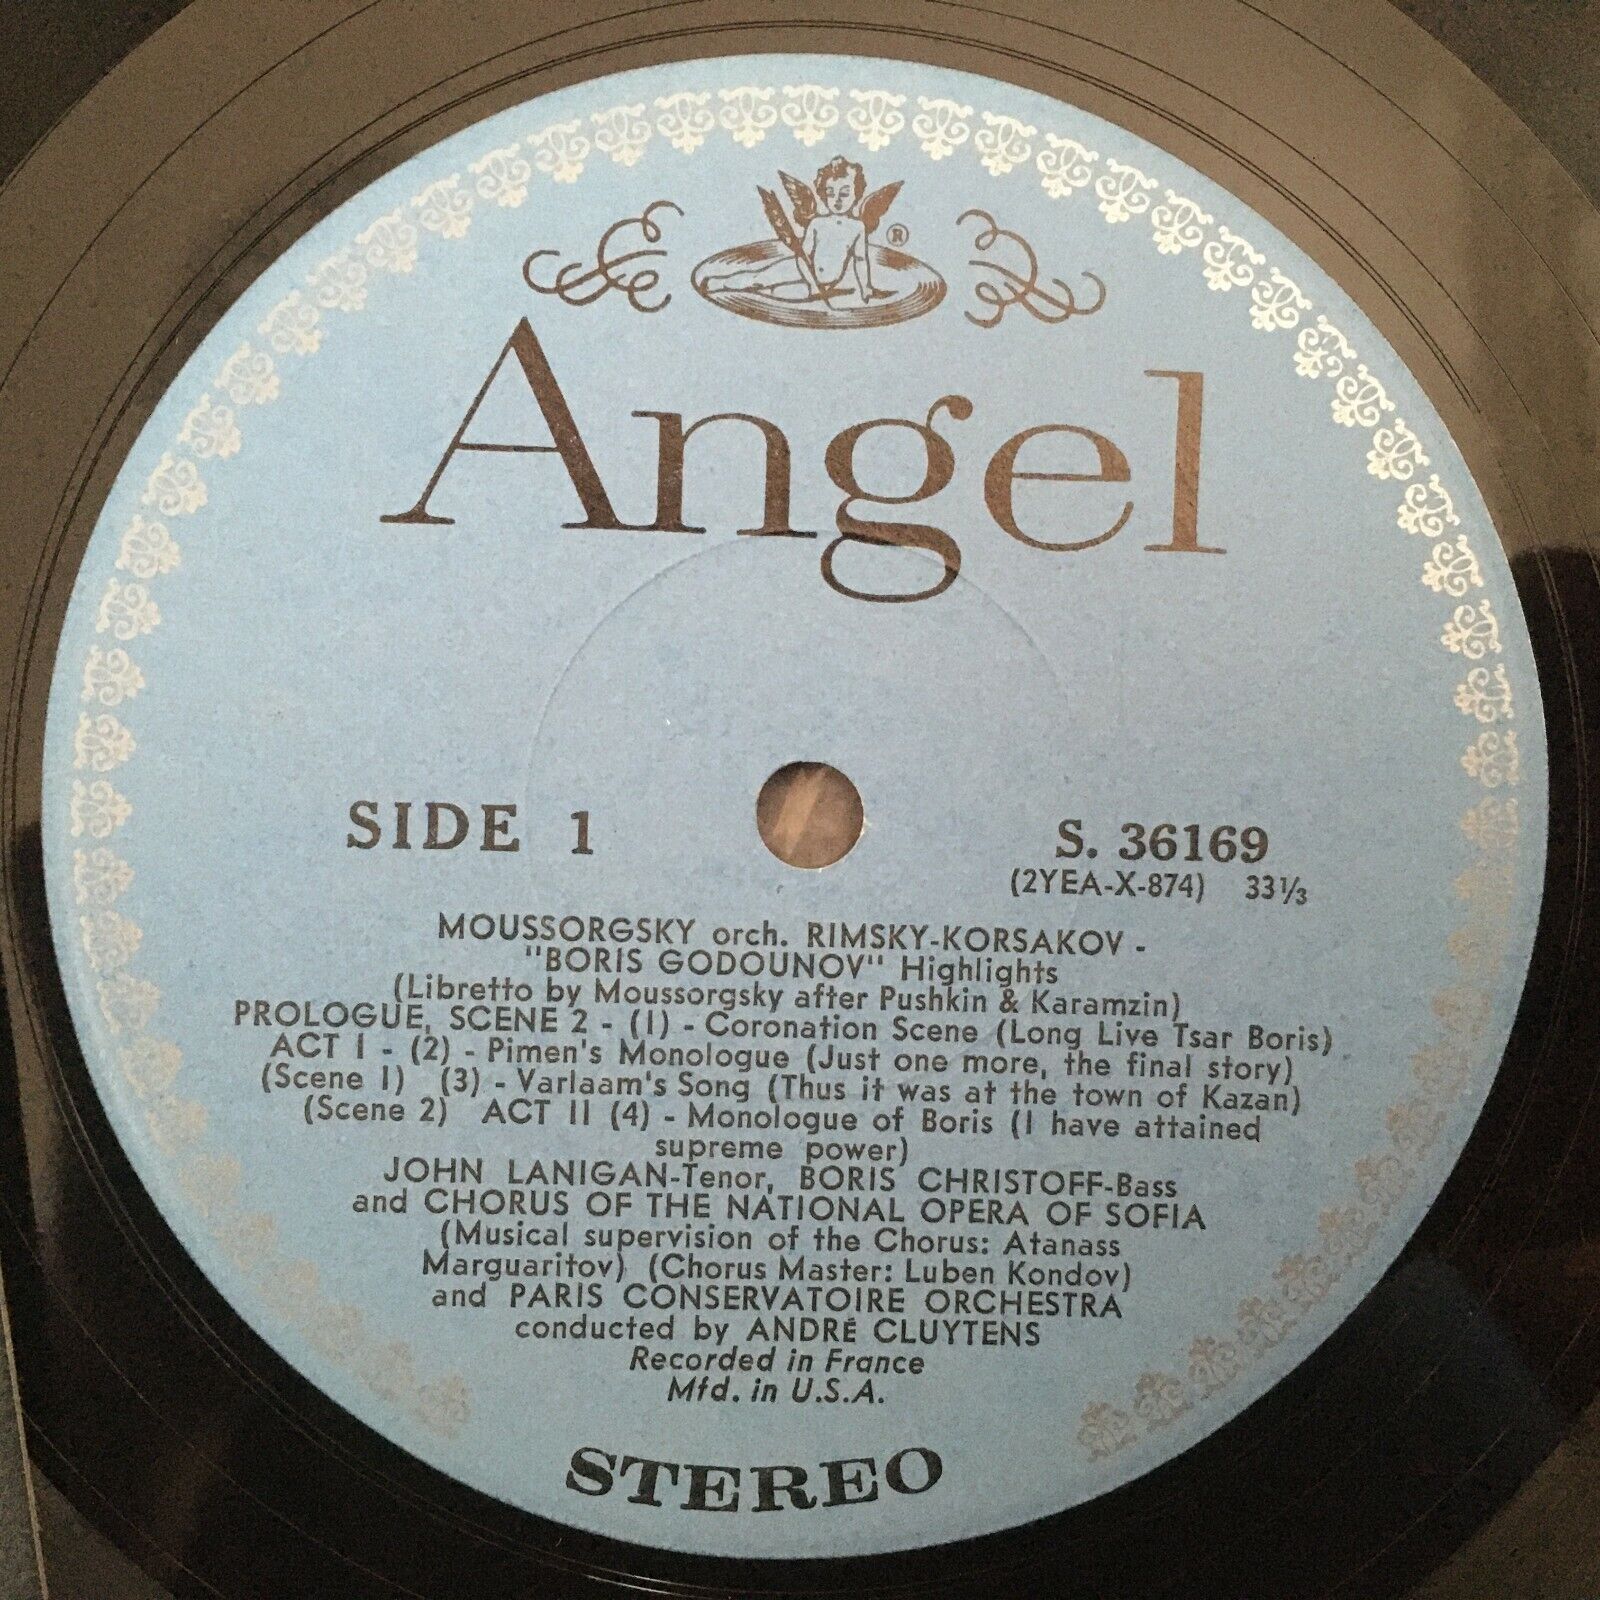 ®
Angel
SIDE 1
S. 36169
(2YEA-X-874) 33⅓
MOUSSORGSKY orch. RIMSKY-KORSAKOV -
"BORIS GODOUNOV" Highlights
(Libretto by Moussorgsky after Pushkin & Karamzin)
PROLOGUE, SCENE 2 - (1) - Coronation Scene (Long Live Tsar Boris)
ACT I - (2) - Pimen's Monologue (Just one more, the final story)
(Scene I) (3) - Varlaam's Song (Thus it was at the town of Kazan)
(Scene 2) ACT II (4) - Monologue of Boris (I have attained
supreme power)
JOHN LANIGAN-Tenor, BORIS CHRISTOFF-Bass
and CHORUS OF THE NATIONAL OPERA OF SOFIA
(Musical supervision of the Chorus: Atanass
Marguaritov) (Chorus Master: Luben Kondov)
and PARIS CONSERVATOIRE ORCHESTRA
conducted by ANDRÉ CLUYTENS
Recorded in France
Mfd. in U.S.A.
STEREO